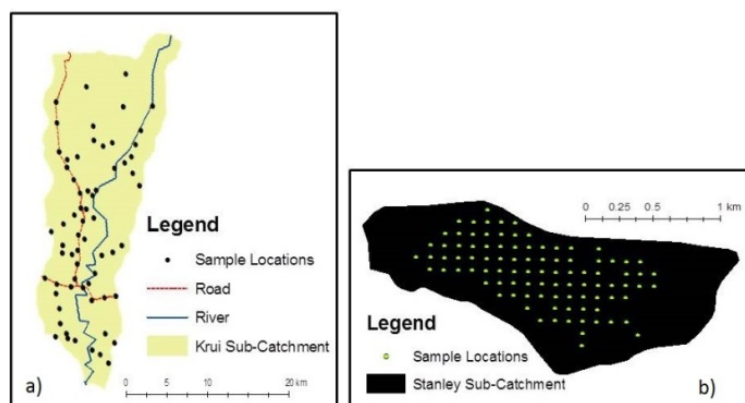 Legend
Sample Locations
Road
River
Krui Sub-Catchment
0 5 10 20 km
a)
0 0.25 0.5 1 km
Legend
Sample Locations
Stanley Sub-Catchment
b)